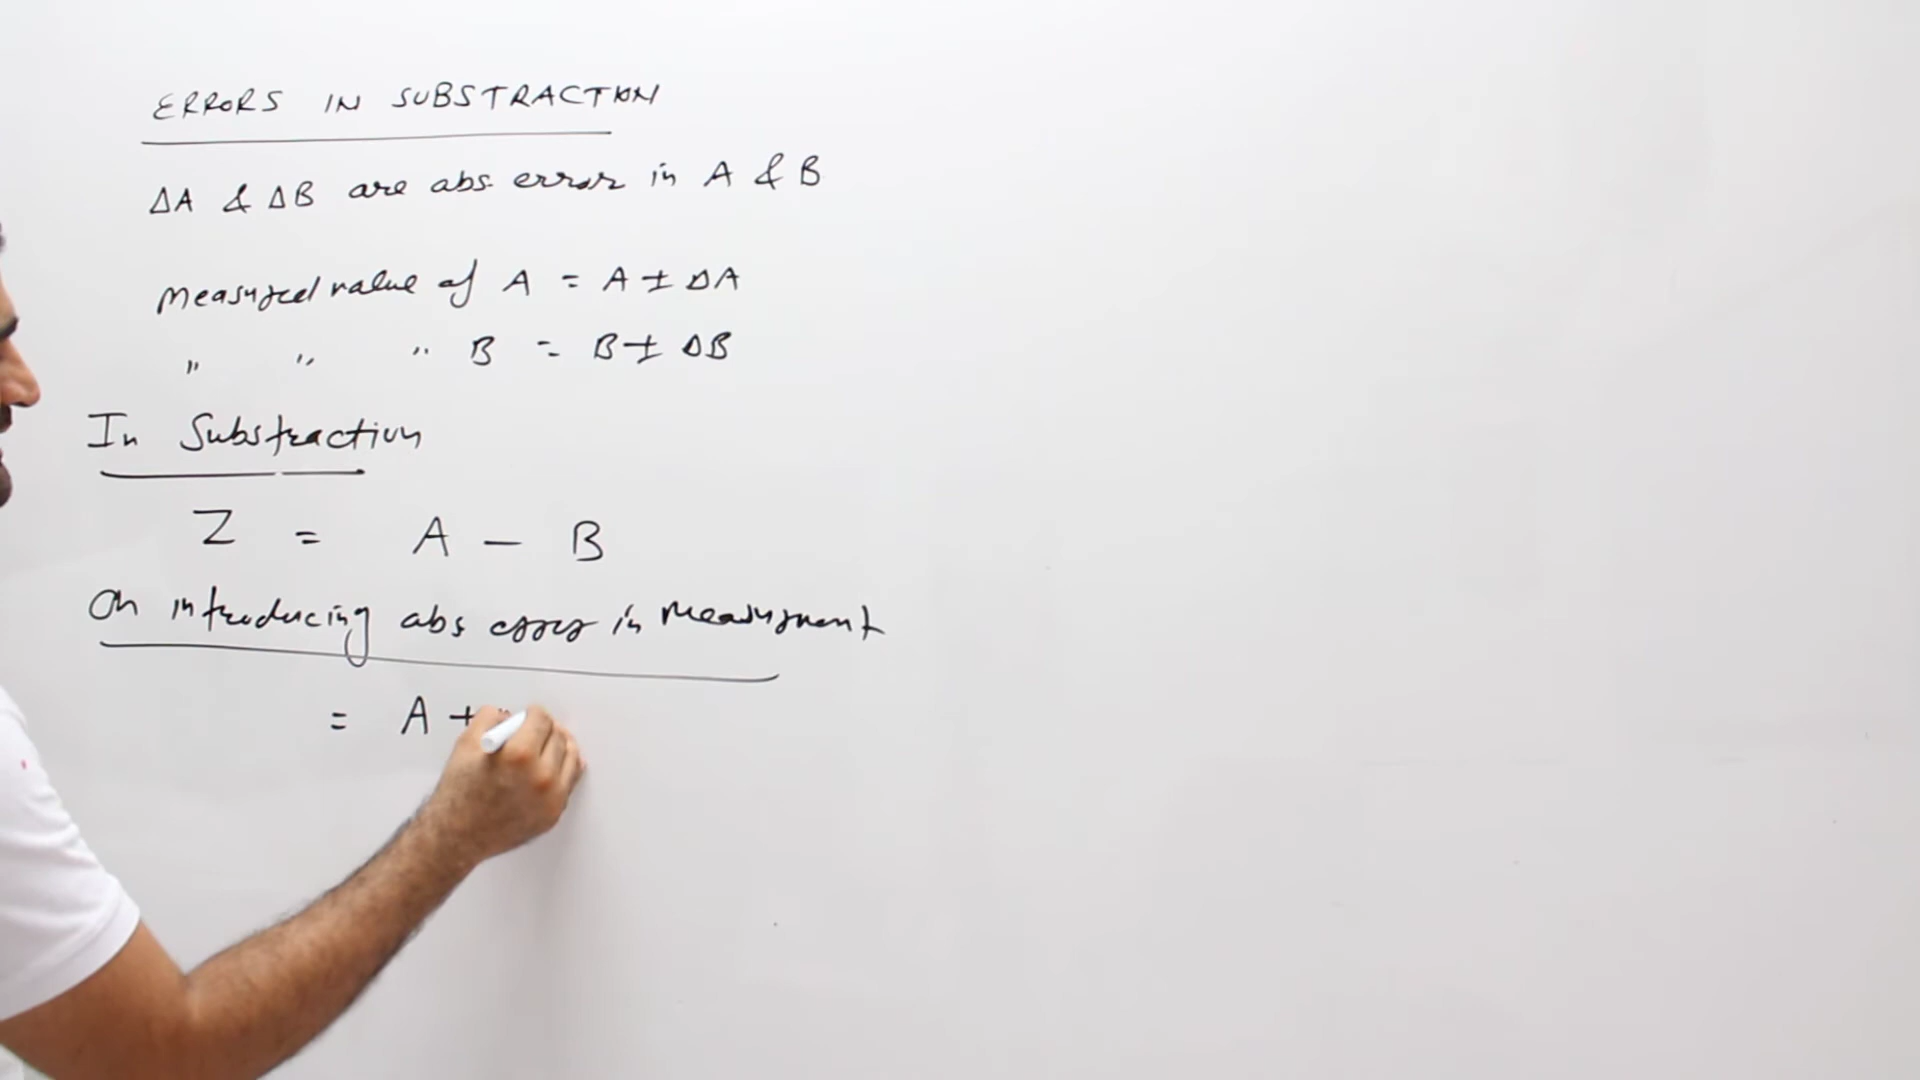 ERRORS IN SUBSTRACTION
ΔA & ΔB are abs. error in A & B
Measured value of A = A ± ΔA
" " " B = B ± ΔB
In Substraction
Z = A - B
On introducing abs error in measurment
= A +